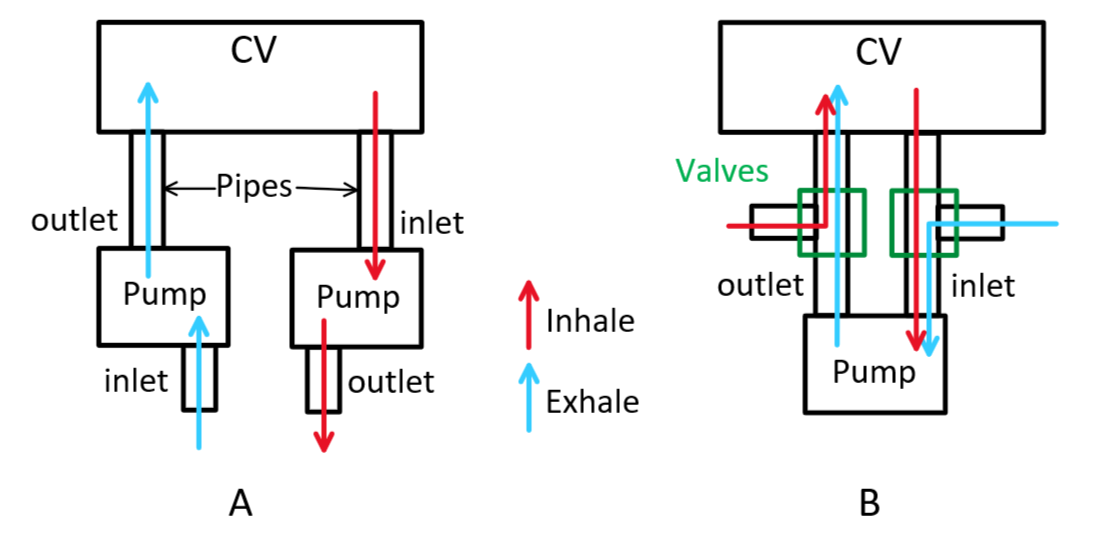 CV
Pipes
outlet
inlet
Pump
Pump
inlet
outlet
A
Inhale
Exhale
CV
Valves
outlet
inlet
Pump
B